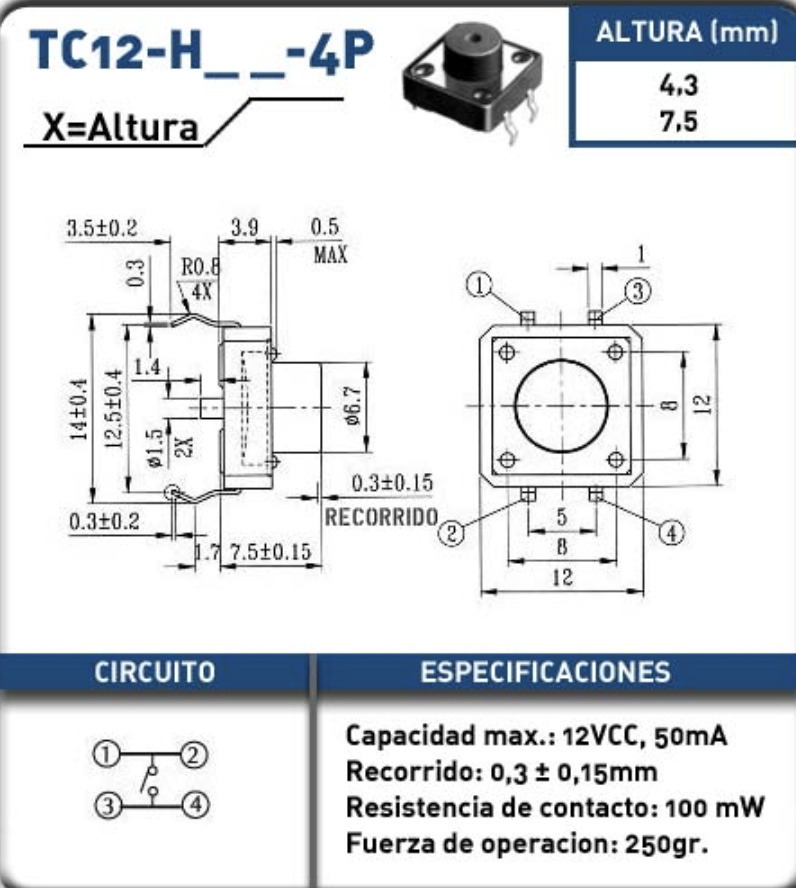 TC12-H_ _-4P
X=Altura
ALTURA (mm)
4,3
7,5
3.5±0.2
3.9
0.5
MAX
0.3
R0.8
4X
1.4
14±0.4
12.5±0.4
ø1.5
2X
ø6.7
0.3±0.15
RECORRIDO
0.3±0.2
1.7
7.5±0.15
1
1
3
8
12
2
4
5
8
12
CIRCUITO
1
2
3
4
ESPECIFICACIONES
Capacidad max.: 12VCC, 50mA
Recorrido: 0,3 ± 0,15mm
Resistencia de contacto: 100 mW
Fuerza de operacion: 250gr.